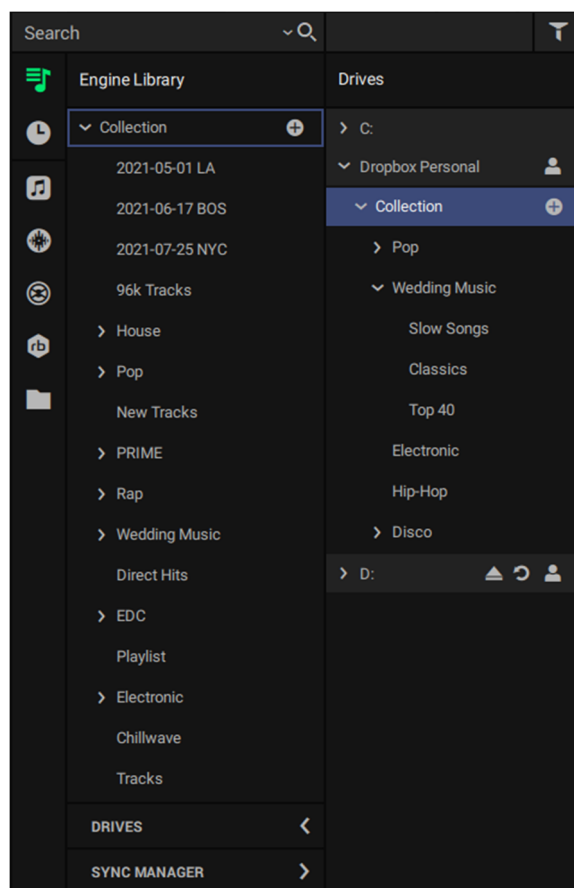 Search
Engine Library
Collection
2021-05-01 LA
2021-06-17 BOS
2021-07-25 NYC
96k Tracks
House
Pop
New Tracks
PRIME
Rap
Wedding Music
Direct Hits
EDC
Playlist
Electronic
Chillwave
Tracks
DRIVES
SYNC MANAGER
Drives
C:
Dropbox Personal
Collection
Pop
Wedding Music
Slow Songs
Classics
Top 40
Electronic
Hip-Hop
Disco
D:
rb